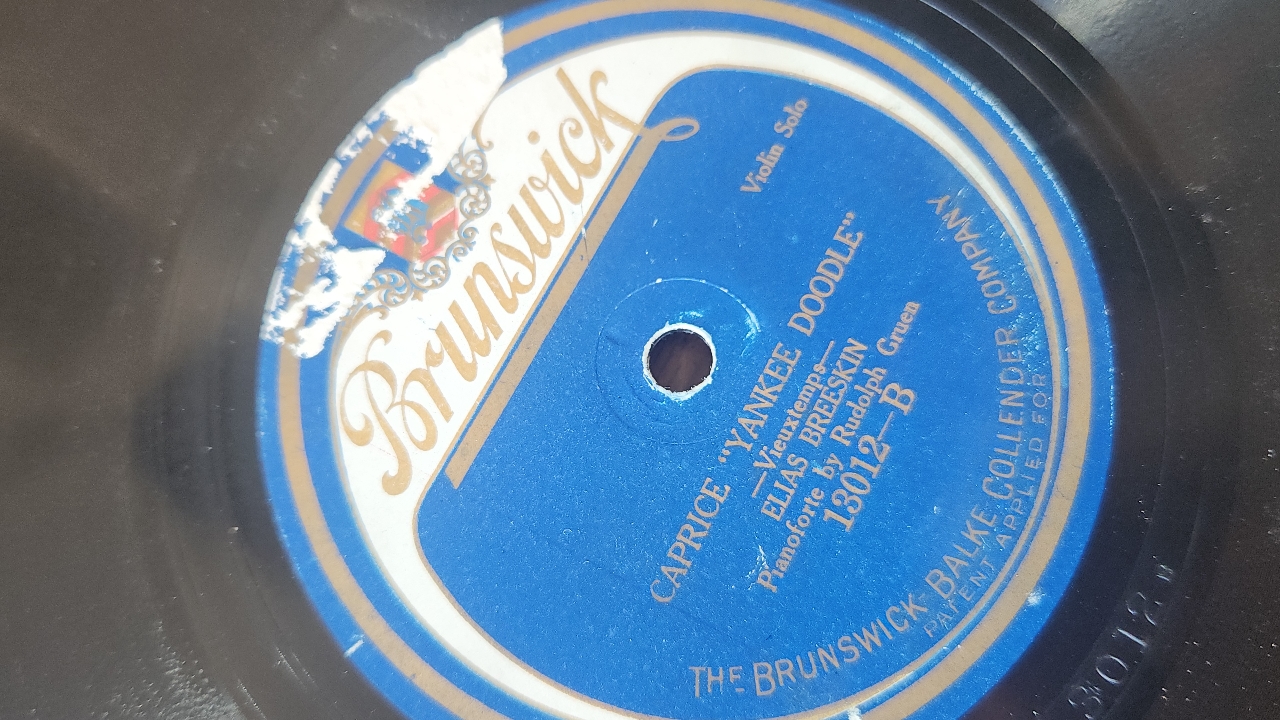 Brunswick
Violin Solo
CAPRICE "YANKEE DOODLE"
—Vieuxtemps—
ELIAS BREESKIN
Pianoforte by Rudolph Gruen
13012—B
THE BRUNSWICK-BALKE COLLENDER COMPANY
PATENT APPLIED FOR
3012